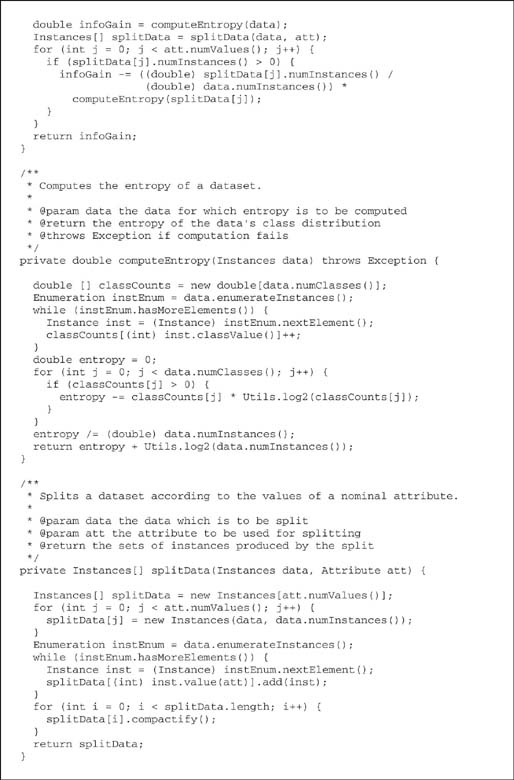 double infoGain = computeEntropy(data);
Instances[] splitData = splitData(data, att);
for (int j = 0; j < att.numValues(); j++) {
if (splitData[j].numInstances() > 0) {
infoGain -= ((double) splitData[j].numInstances() /
(double) data.numInstances()) *
computeEntropy(splitData[j]);
}
}
return infoGain;
}
/**
* Computes the entropy of a dataset.
*
* @param data the data for which entropy is to be computed
* @return the entropy of the data's class distribution
* @throws Exception if computation fails
*/
private double computeEntropy(Instances data) throws Exception {
double [] classCounts = new double[data.numClasses()];
Enumeration instEnum = data.enumerateInstances();
while (instEnum.hasMoreElements()) {
Instance inst = (Instance) instEnum.nextElement();
classCounts[(int) inst.classValue()]++;
}
double entropy = 0;
for (int j = 0; j < data.numClasses(); j++) {
if (classCounts[j] > 0) {
entropy -= classCounts[j] * Utils.log2(classCounts[j]);
}
}
entropy /= (double) data.numInstances();
return entropy + Utils.log2(data.numInstances());
}
/**
* Splits a dataset according to the values of a nominal attribute.
*
* @param data the data which is to be split
* @param att the attribute to be used for splitting
* @return the sets of instances produced by the split
*/
private Instances[] splitData(Instances data, Attribute att) {
Instances[] splitData = new Instances[att.numValues()];
for (int j = 0; j < att.numValues(); j++) {
splitData[j] = new Instances(data, data.numInstances());
}
Enumeration instEnum = data.enumerateInstances();
while (instEnum.hasMoreElements()) {
Instance inst = (Instance) instEnum.nextElement();
splitData[(int) inst.value(att)].add(inst);
}
for (int i = 0; i < splitData.length; i++) {
splitData[i].compactify();
}
return splitData;
}